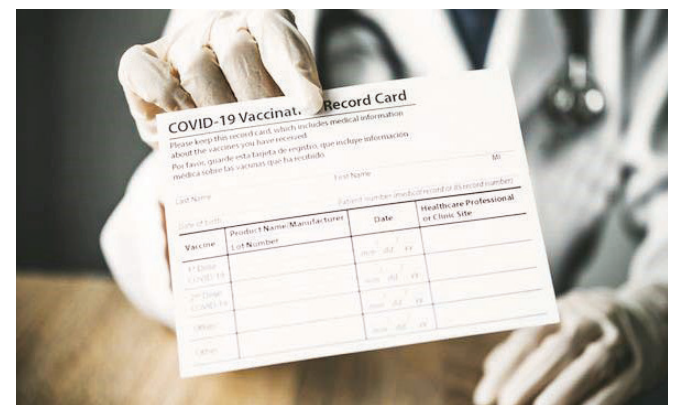 COVID-19 Vaccinat Record Card
Please keep this record card, which includes medical information
about the vaccines you have received.
Por favor, guarde esta tarjeta de registro, que incluye información
médica sobre las vacunas que ha recibido.
Last Name First Name MI
Date of birth Patient number (medical record or IIS record number)
Vaccine Product Name/Manufacturer Date Healthcare Professional
Lot Number or Clinic Site
1st Dose
COVID-19 mm dd yy
2nd Dose
COVID-19 mm dd yy
Other mm dd yy
Other